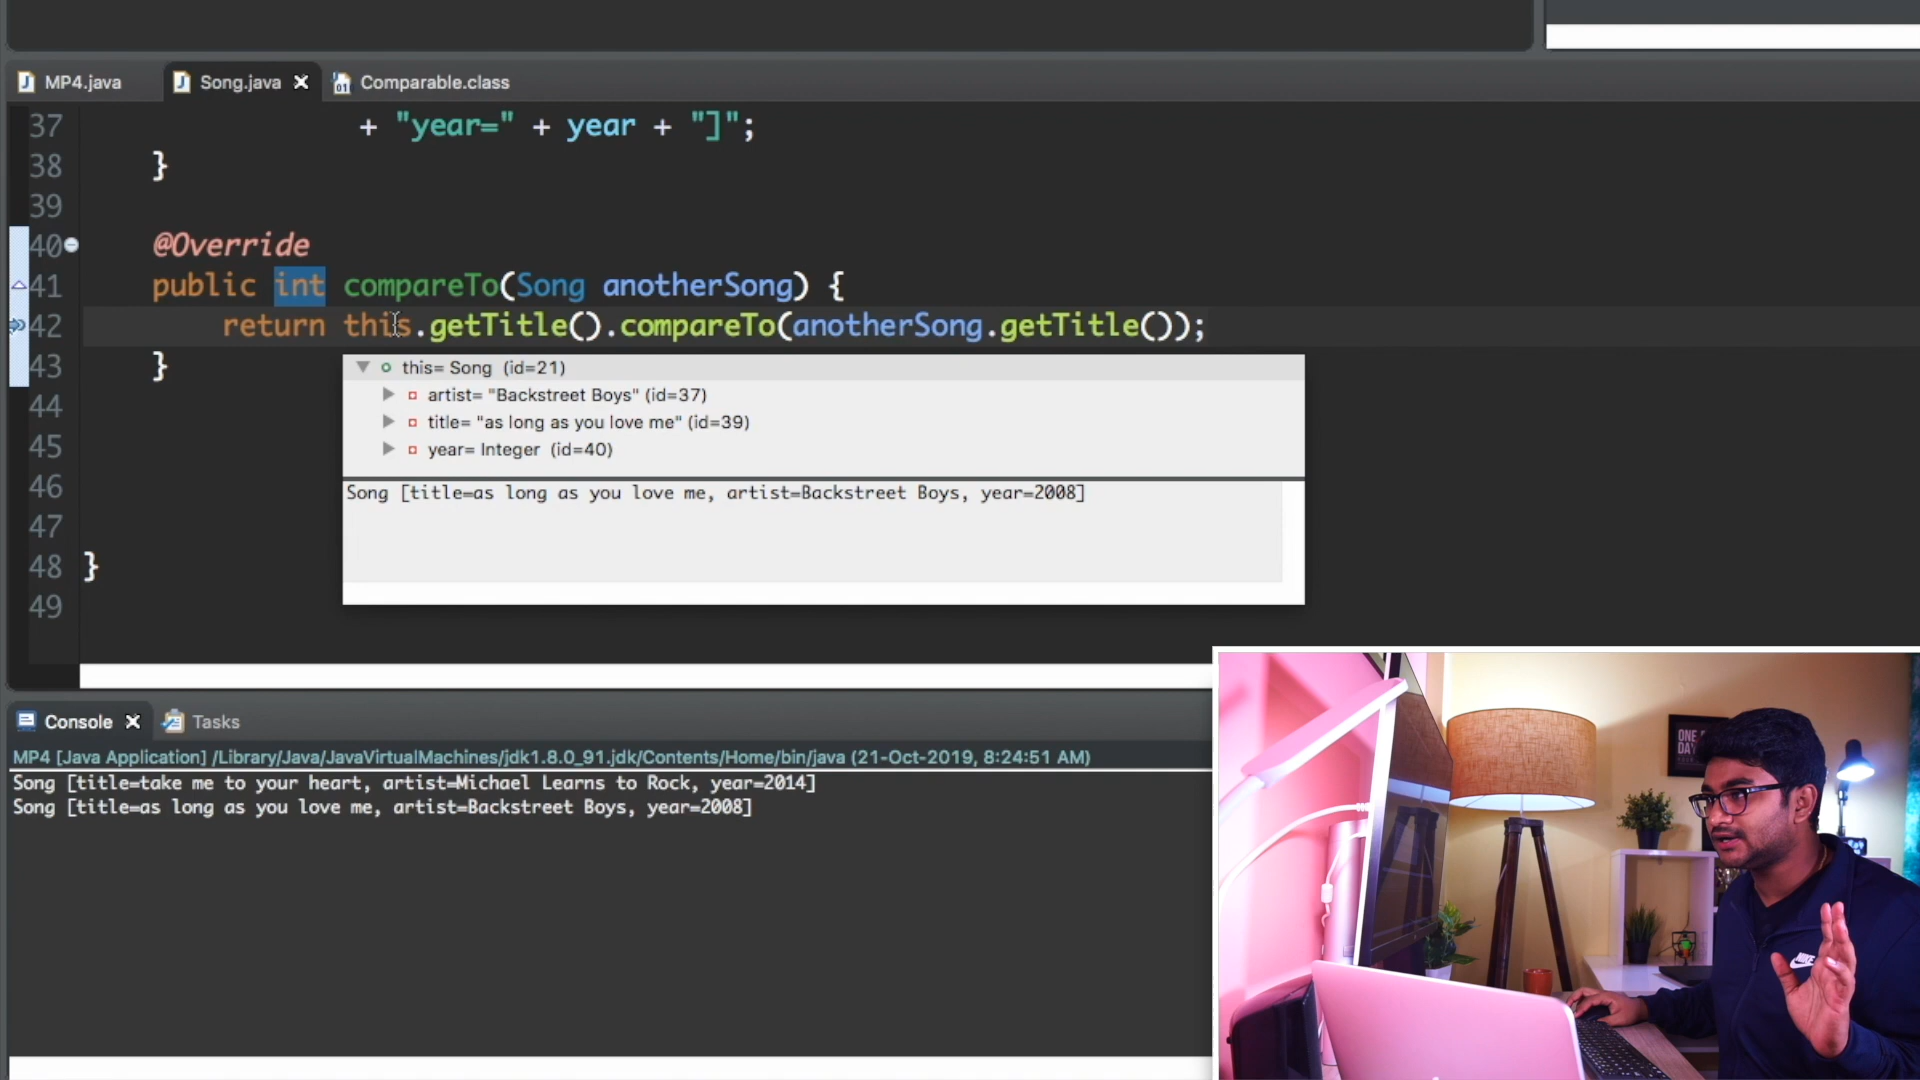 MP4.java
Song.java
Comparable.class
37 + "year=" + year + "]";
38 }
39
40 @Override
41 public int compareTo(Song anotherSong) {
42 return this.getTitle().compareTo(anotherSong.getTitle());
43 }
this= Song (id=21)
artist= "Backstreet Boys" (id=37)
44
title= "as long as you love me" (id=39)
45
year= Integer (id=40)
46
Song [title=as long as you love me, artist=Backstreet Boys, year=2008]
47
48 }
49
Console
Tasks
MP4 [Java Application] /Library/Java/JavaVirtualMachines/jdk1.8.0_91.jdk/Contents/Home/bin/java (21-Oct-2019, 8:24:51 AM)
Song [title=take me to your heart, artist=Michael Learns to Rock, year=2014]
Song [title=as long as you love me, artist=Backstreet Boys, year=2008]
ONE
DAY
NIKE